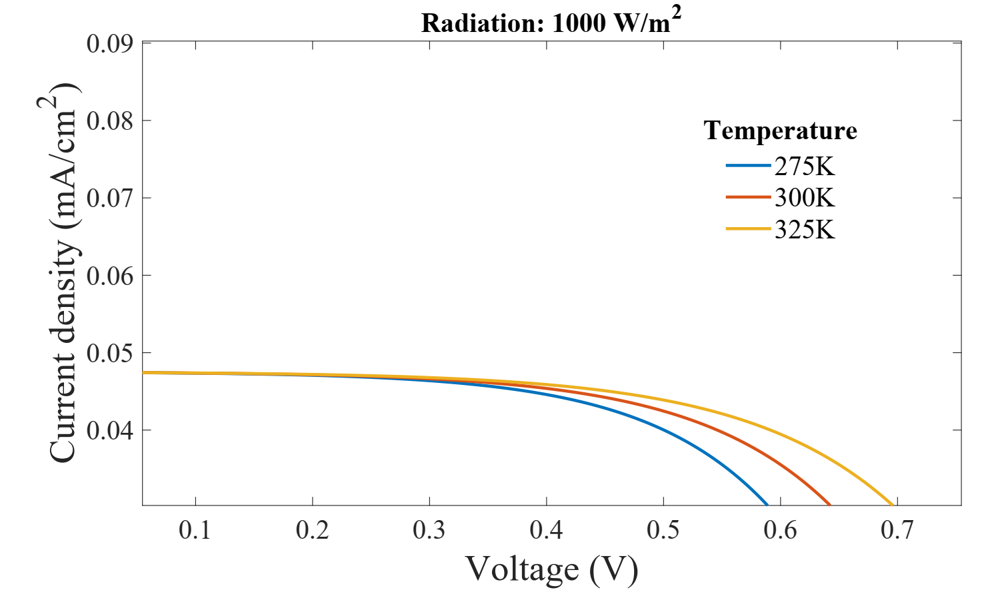 Radiation: 1000 W/m²
Current density (mA/cm²)
0.09
0.08
0.07
0.06
0.05
0.04
Temperature
275K
300K
325K
0.1 0.2 0.3 0.4 0.5 0.6 0.7
Voltage (V)